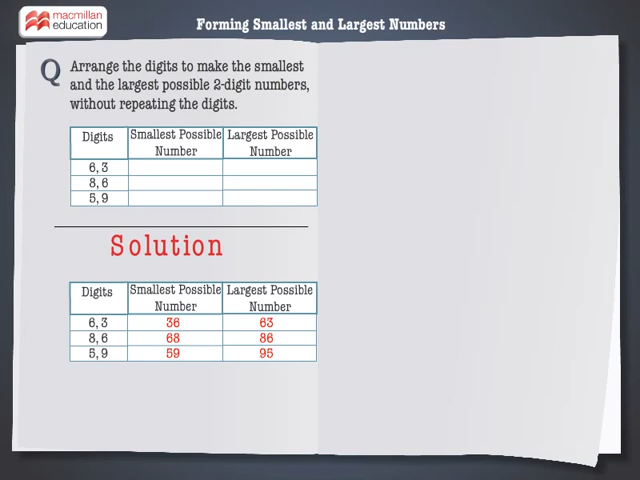 macmillan
education
Forming Smallest and Largest Numbers
Q Arrange the digits to make the smallest
and the largest possible 2-digit numbers,
without repeating the digits.
Digits Smallest Possible Number Largest Possible Number
6, 3
8, 6
5, 9
Solution
Digits Smallest Possible Number Largest Possible Number
6, 3 36 63
8, 6 68 86
5, 9 59 95